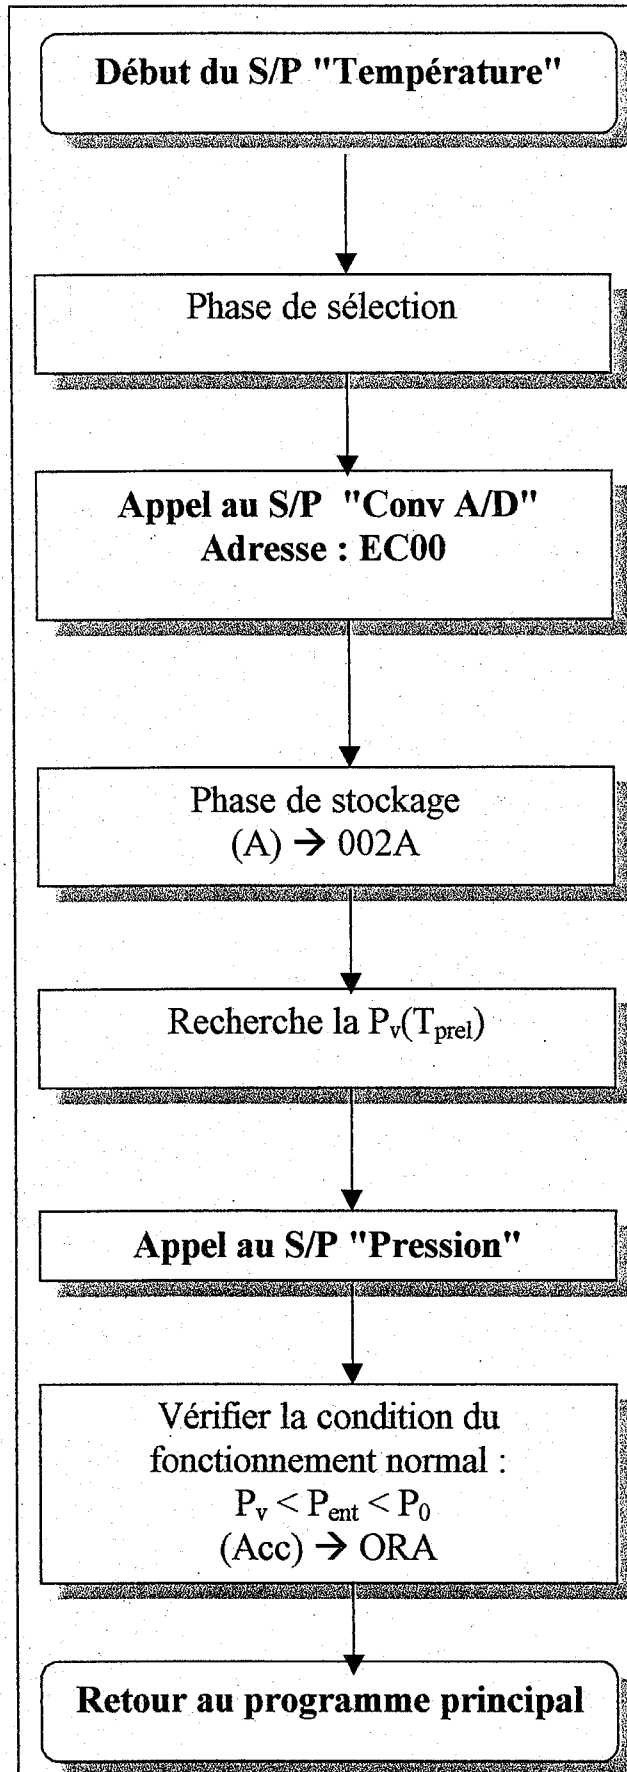 Début du S/P "Température"
Phase de sélection
Appel au S/P "Conv A/D"
Adresse : EC00
Phase de stockage
(A) → 002A
Recherche la Pv(Tprel)
Appel au S/P "Pression"
Vérifier la condition du
fonctionnement normal :
Pv < Pent < P0
(Acc) → ORA
Retour au programme principal